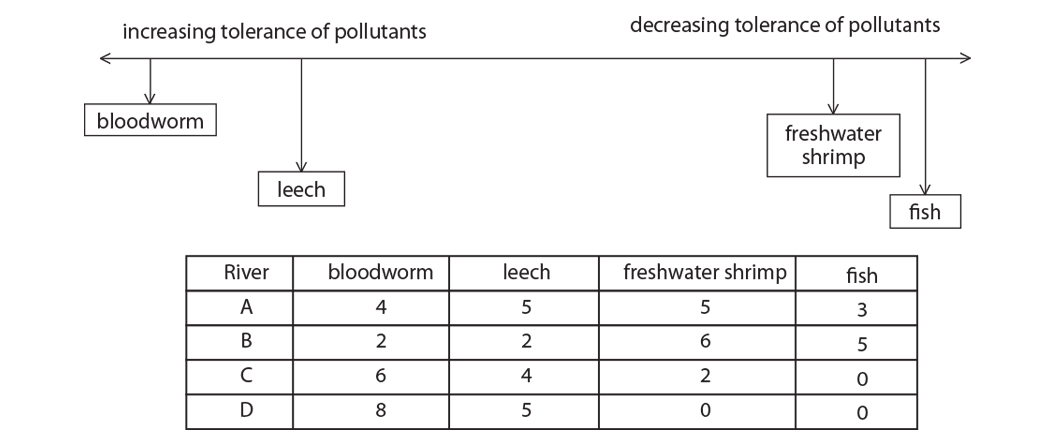 increasing tolerance of pollutants
decreasing tolerance of pollutants
bloodworm
leech
freshwater
shrimp
fish
River bloodworm leech freshwater shrimp fish
A 4 5 5 3
B 2 2 6 5
C 6 4 2 0
D 8 5 0 0